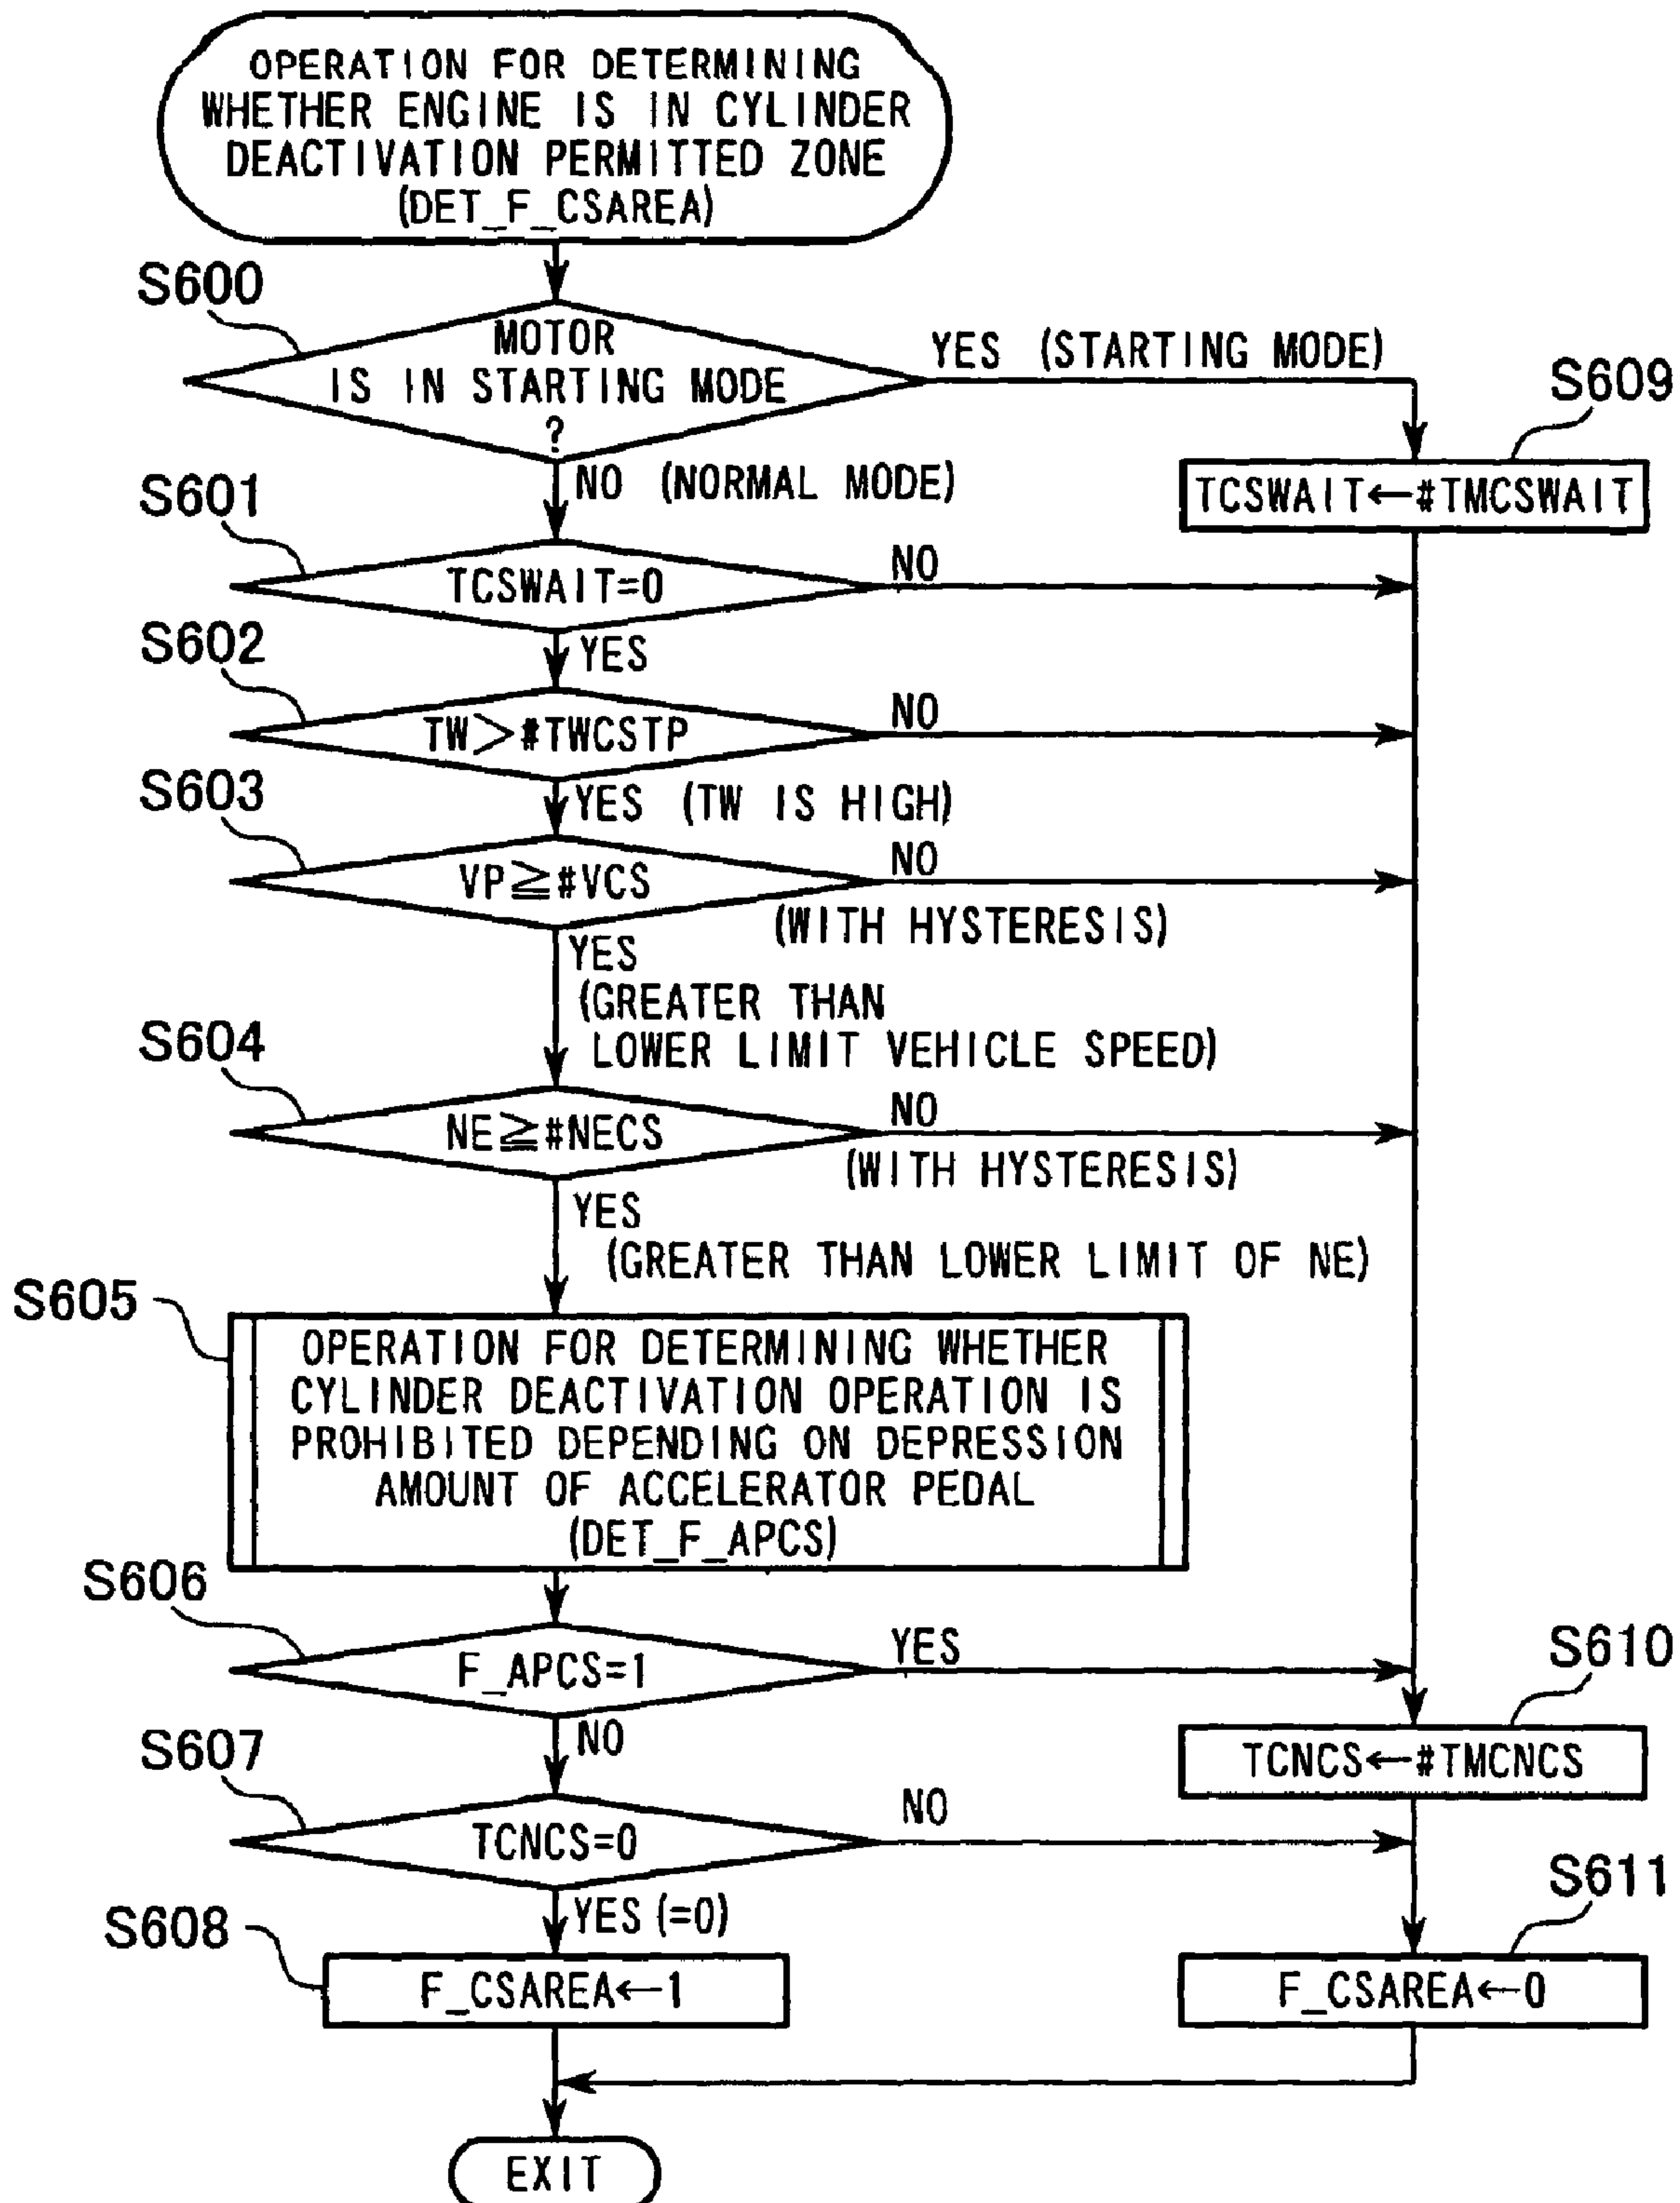 OPERATION FOR DETERMINING
WHETHER ENGINE IS IN CYLINDER
DEACTIVATION PERMITTED ZONE
(DET_F_CSAREA)
S600
MOTOR
IS IN STARTING MODE
?
YES (STARTING MODE)
S609
TCSWAIT←#TMCSWAIT
NO (NORMAL MODE)
S601
TCSWAIT=0
NO
YES
S602
TW>#TWCSTP
NO
YES (TW IS HIGH)
S603
VP≧#VCS
NO
(WITH HYSTERESIS)
YES
(GREATER THAN
LOWER LIMIT VEHICLE SPEED)
S604
NE≧#NECS
NO
(WITH HYSTERESIS)
YES
(GREATER THAN LOWER LIMIT OF NE)
S605
OPERATION FOR DETERMINING WHETHER
CYLINDER DEACTIVATION OPERATION IS
PROHIBITED DEPENDING ON DEPRESSION
AMOUNT OF ACCELERATOR PEDAL
(DET_F_APCS)
S606
F_APCS=1
YES
NO
S610
TCNCS←#TMCNCS
S607
TCNCS=0
NO
YES (=0)
S608
F_CSAREA←1
S611
F_CSAREA←0
EXIT